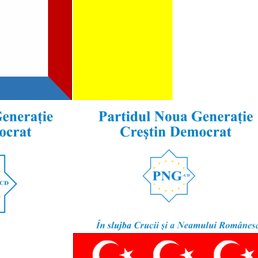 Generație
ocrat
CD
Partidul Noua Generație
Creștin Democrat
PNG-CD
În slujba Crucii și a Neamului Românesc